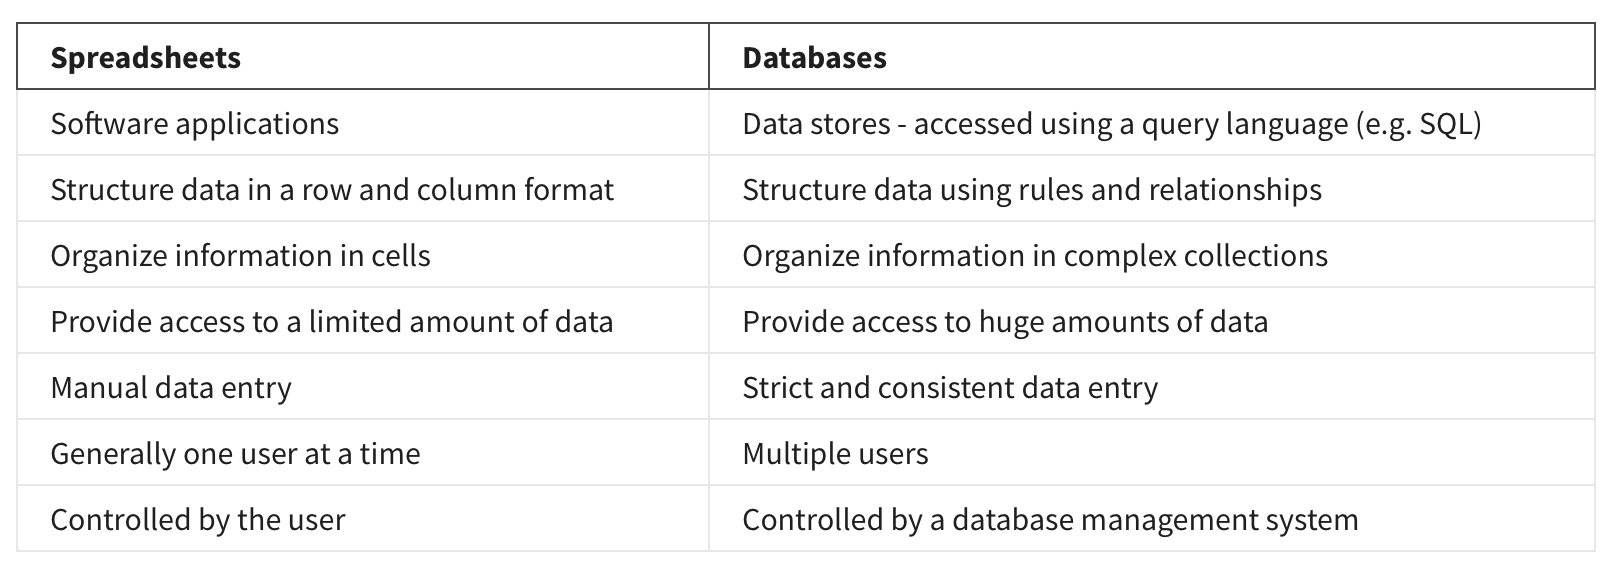 Spreadsheets
Databases
Software applications
Data stores - accessed using a query language (e.g. SQL)
Structure data in a row and column format
Structure data using rules and relationships
Organize information in cells
Organize information in complex collections
Provide access to a limited amount of data
Provide access to huge amounts of data
Manual data entry
Strict and consistent data entry
Generally one user at a time
Multiple users
Controlled by the user
Controlled by a database management system